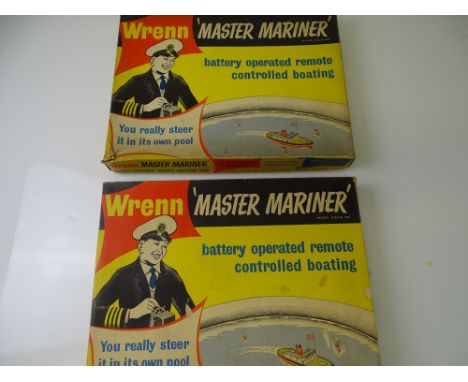 Wrenn 'MASTER MARINER'
battery operated remote
controlled boating
You really steer
it in its own pool
'MASTER MARINER'
Wrenn 'MASTER MARINER'
battery operated remote
controlled boating
You really steer
it in its own pool